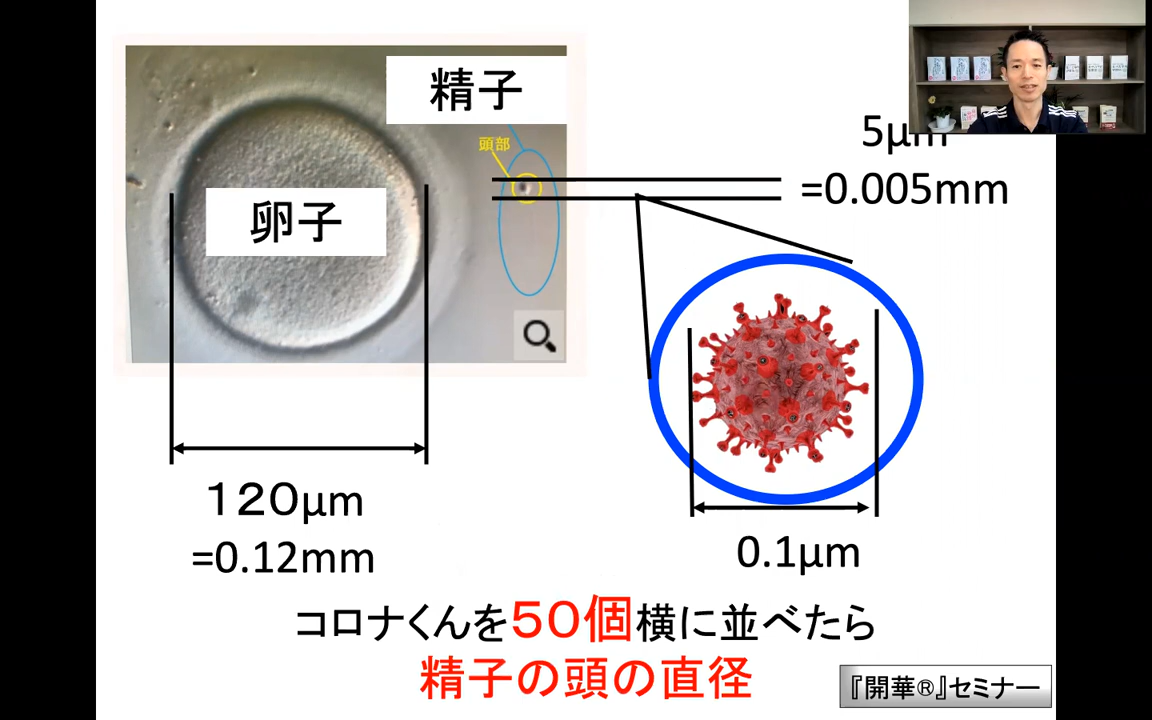 精子
頭部
卵子
5μm
=0.005mm
120μm
=0.12mm
0.1μm
コロナくんを50個横に並べたら
精子の頭の直径
『開華®』セミナー